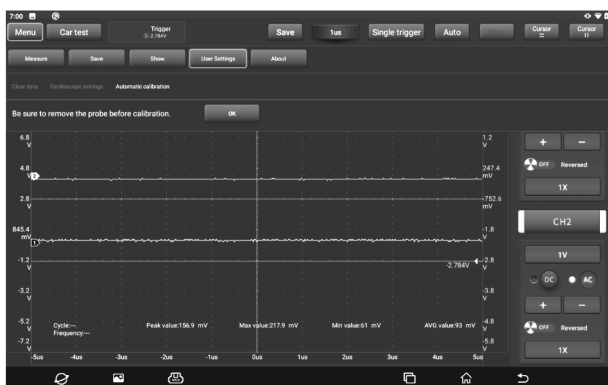 7:00
Menu Car test Trigger Save 1us Single trigger Auto Cursor Cursor
②-2.784V
Measure Save Show User Settings About
Clear data Oscilloscope settings Automatic calibration
Be sure to remove the probe before calibration. OK
6.8 V 1.2 V
4.8 V 247.4 mV
2 
2.8 V -752.6 mV
845.4 mV -1.8 V
1
-1.2 V -2.784V -2.8 V
-3.2 V -3.8 V
-5.2 V -4.8 V
Cycle:--- Peak value:156.9 mV Max value:217.9 mV Min value:61 mV AVG value:93 mV
Frequency:---
-7.2 V -5.8 V
-5us -4us -3us -2us -1us 0us 1us 2us 3us 4us 5us
+ −
OFF Reversed
1X
CH2
1V
DC AC
+ −
OFF Reversed
1X